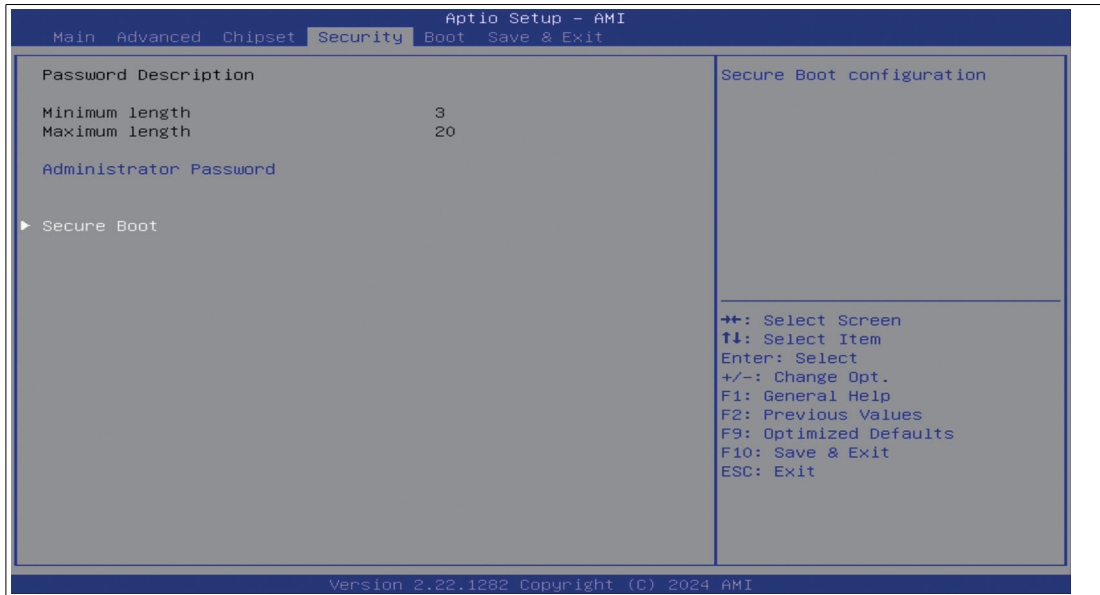 Aptio Setup – AMI
Main Advanced Chipset Security Boot Save & Exit
Password Description
Minimum length 3
Maximum length 20
Administrator Password
► Secure Boot
Secure Boot configuration
→←: Select Screen
↑↓: Select Item
Enter: Select
+/-: Change Opt.
F1: General Help
F2: Previous Values
F9: Optimized Defaults
F10: Save & Exit
ESC: Exit
Version 2.22.1282 Copyright (C) 2024 AMI